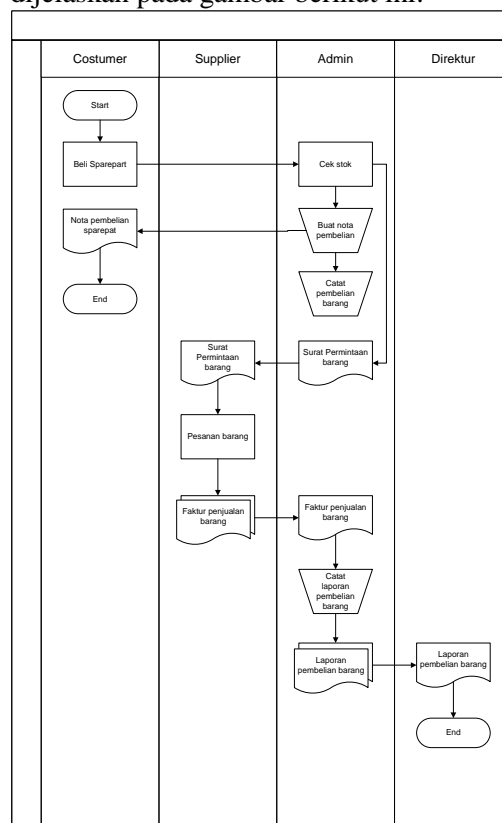 dijelaskan pada gambar berikut ini.
Costumer
Supplier
Admin
Direktur
Start
Beli Sparepart
Cek stok
Nota pembelian
sparepat
Buat nota
pembelian
End
Catat
pembelian
barang
Surat
Permintaan
barang
Surat Permintaan
barang
Pesanan barang
Faktur penjualan
barang
Faktur penjualan
barang
Catat
laporan
pembelian
barang
Laporan
pembelian barang
Laporan
pembelian barang
End